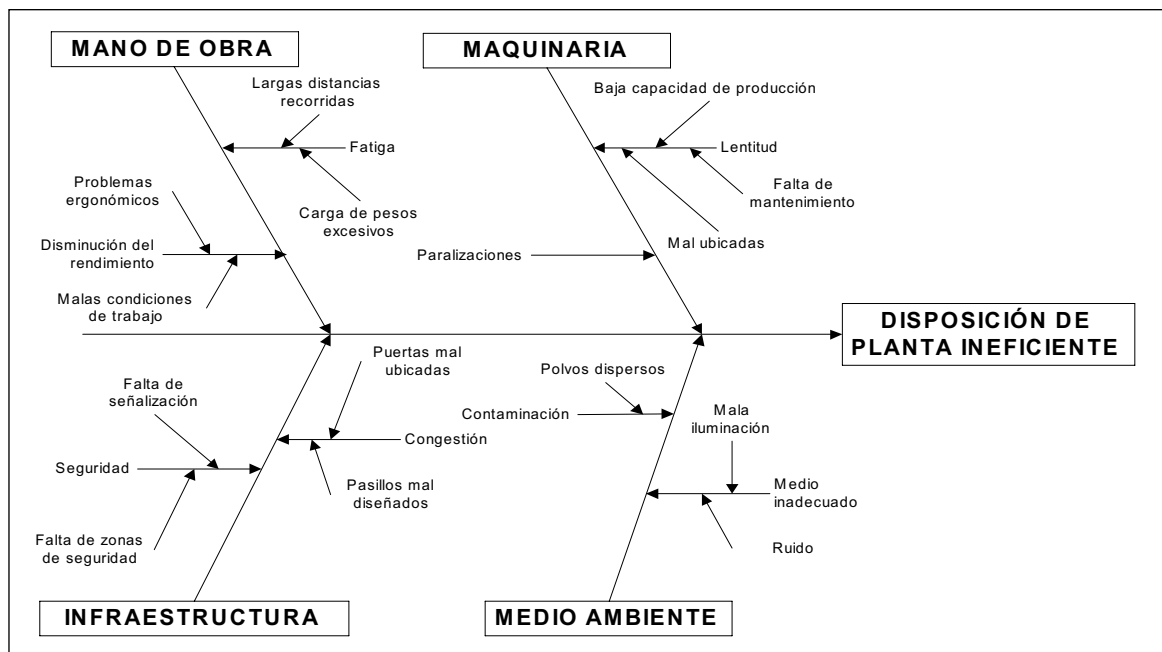 MANO DE OBRA
MAQUINARIA
Largas distancias
recorridas
Fatiga
Carga de pesos
excesivos
Problemas
ergonómicos
Disminución del
rendimiento
Malas condiciones
de trabajo
Baja capacidad de producción
Lentitud
Falta de
mantenimiento
Mal ubicadas
Paralizaciones
DISPOSICIÓN DE
PLANTA INEFICIENTE
Puertas mal
ubicadas
Falta de
señalización
Congestión
Seguridad
Pasillos mal
diseñados
Falta de zonas
de seguridad
Polvos dispersos
Contaminación
Mala
iluminación
Medio
inadecuado
Ruido
INFRAESTRUCTURA
MEDIO AMBIENTE